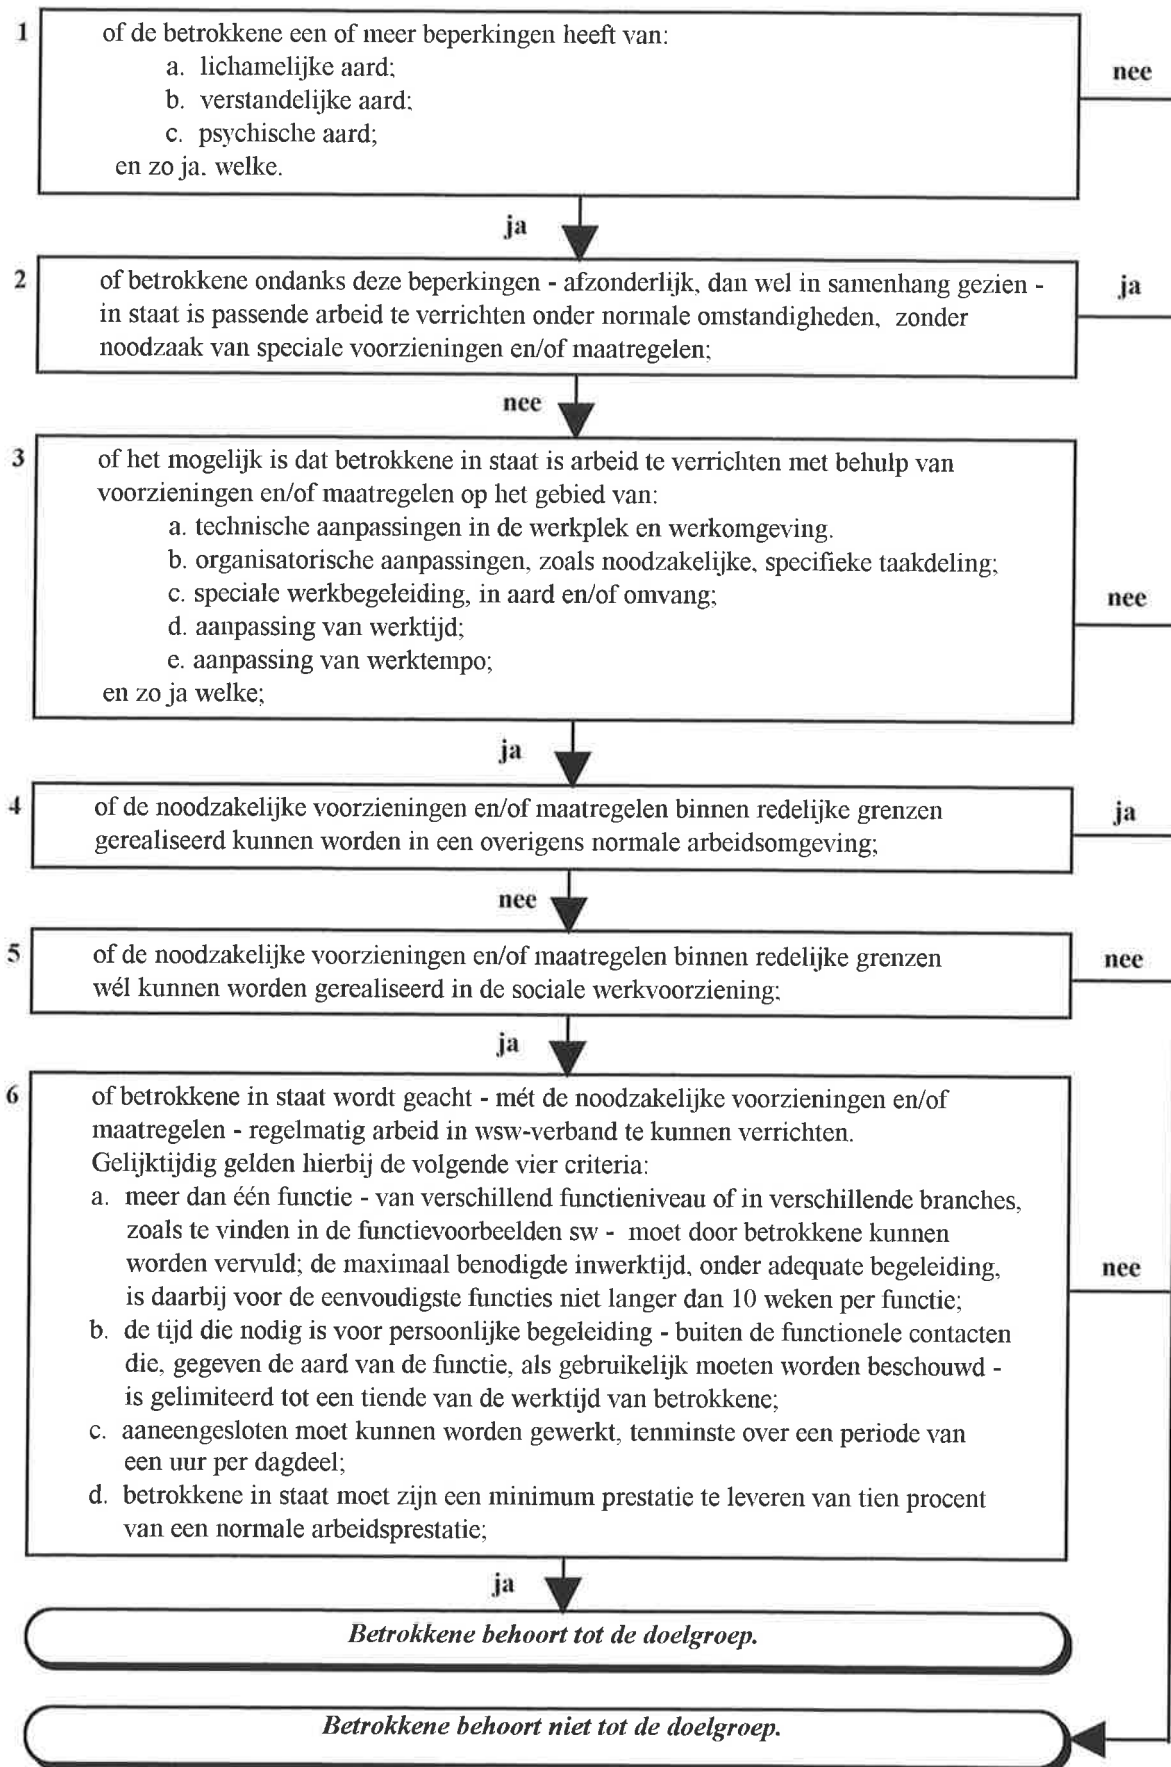 1
of de betrokkene een of meer beperkingen heeft van:
a. lichamelijke aard;
b. verstandelijke aard;
c. psychische aard;
en zo ja. welke.
nee
ja
2
of betrokkene ondanks deze beperkingen - afzonderlijk, dan wel in samenhang gezien -
in staat is passende arbeid te verrichten onder normale omstandigheden, zonder
noodzaak van speciale voorzieningen en/of maatregelen;
ja
nee
3
of het mogelijk is dat betrokkene in staat is arbeid te verrichten met behulp van
voorzieningen en/of maatregelen op het gebied van:
a. technische aanpassingen in de werkplek en werkomgeving.
b. organisatorische aanpassingen, zoals noodzakelijke, specifieke taakdeling;
c. speciale werkbegeleiding, in aard en/of omvang;
d. aanpassing van werktijd;
e. aanpassing van werktempo;
en zo ja welke;
nee
ja
4
of de noodzakelijke voorzieningen en/of maatregelen binnen redelijke grenzen
gerealiseerd kunnen worden in een overigens normale arbeidsomgeving;
ja
nee
5
of de noodzakelijke voorzieningen en/of maatregelen binnen redelijke grenzen
wél kunnen worden gerealiseerd in de sociale werkvoorziening;
nee
ja
6
of betrokkene in staat wordt geacht - mét de noodzakelijke voorzieningen en/of
maatregelen - regelmatig arbeid in wsw-verband te kunnen verrichten.
Gelijktijdig gelden hierbij de volgende vier criteria:
a. meer dan één functie - van verschillend functieniveau of in verschillende branches,
zoals te vinden in de functievoorbeelden sw - moet door betrokkene kunnen
worden vervuld; de maximaal benodigde inwerktijd, onder adequate begeleiding,
is daarbij voor de eenvoudigste functies niet langer dan 10 weken per functie;
b. de tijd die nodig is voor persoonlijke begeleiding - buiten de functionele contacten
die, gegeven de aard van de functie, als gebruikelijk moeten worden beschouwd -
is gelimiteerd tot een tiende van de werktijd van betrokkene;
c. aaneengesloten moet kunnen worden gewerkt, tenminste over een periode van
een uur per dagdeel;
d. betrokkene in staat moet zijn een minimum prestatie te leveren van tien procent
van een normale arbeidsprestatie;
nee
ja
Betrokkene behoort tot de doelgroep.
Betrokkene behoort niet tot de doelgroep.